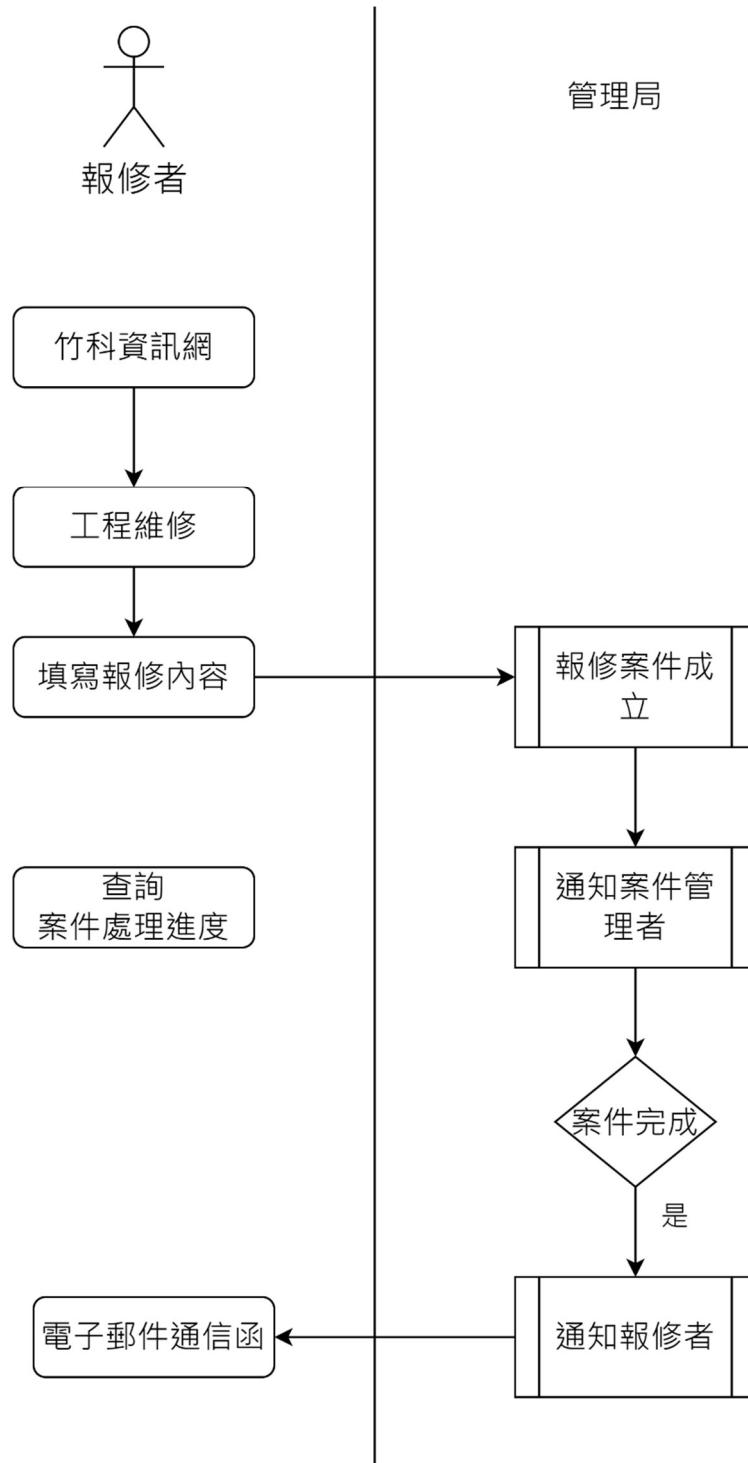 管理局
報修者
竹科資訊網
工程維修
填寫報修內容
報修案件成
立
查詢
案件處理進度
通知案件管
理者
案件完成
是
電子郵件通信函
通知報修者